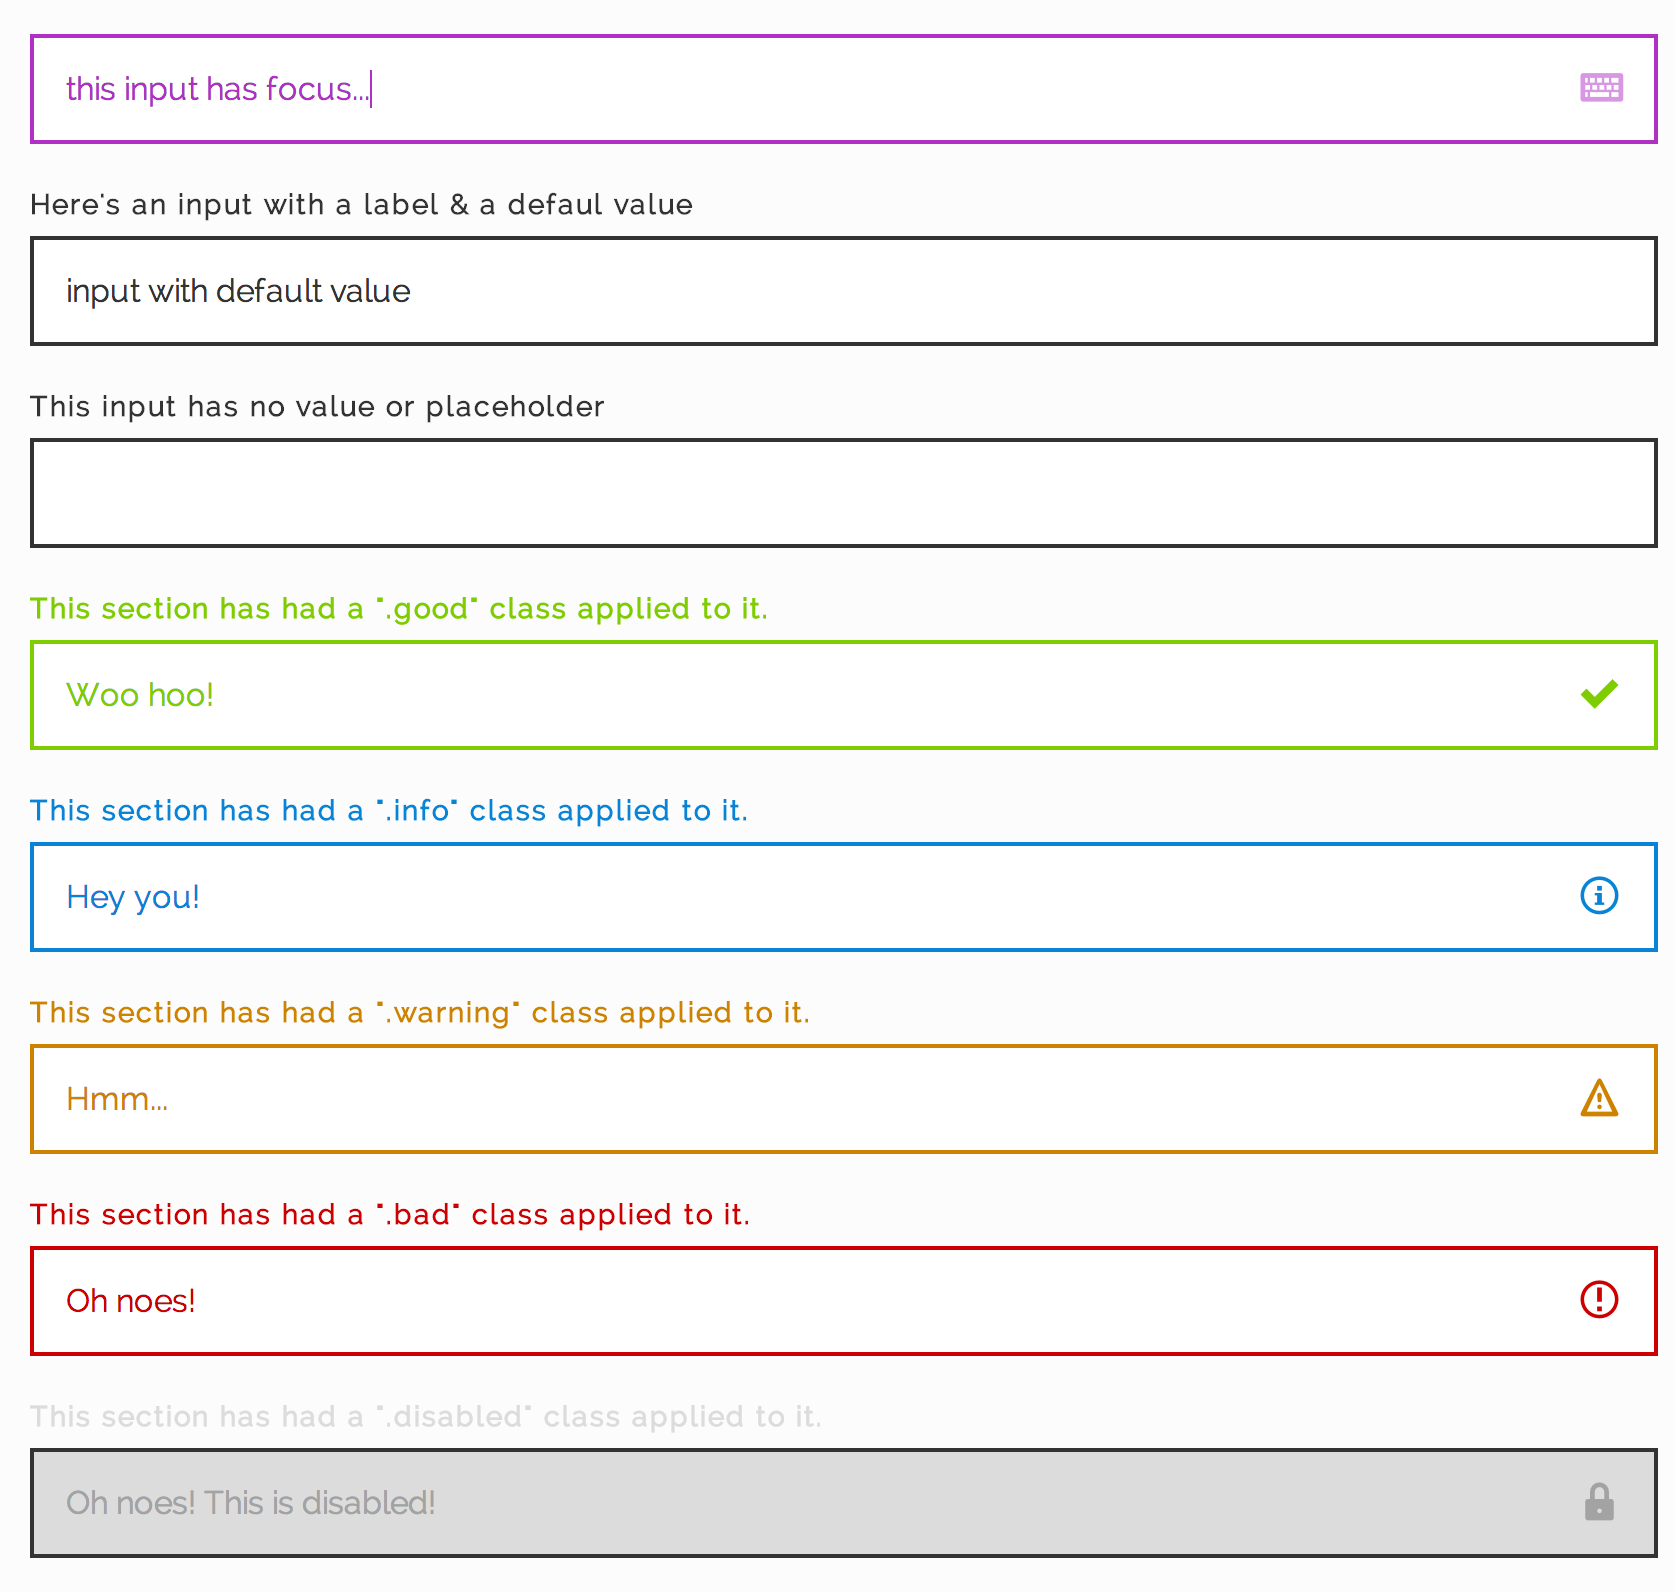 this input has focus...
Here's an input with a label & a defaul value
input with default value
This input has no value or placeholder
This section has had a ".good" class applied to it.
Woo hoo!
This section has had a ".info" class applied to it.
Hey you!
This section has had a ".warning" class applied to it.
Hmm...
This section has had a ".bad" class applied to it.
Oh noes!
This section has had a ".disabled" class applied to it.
Oh noes! This is disabled!